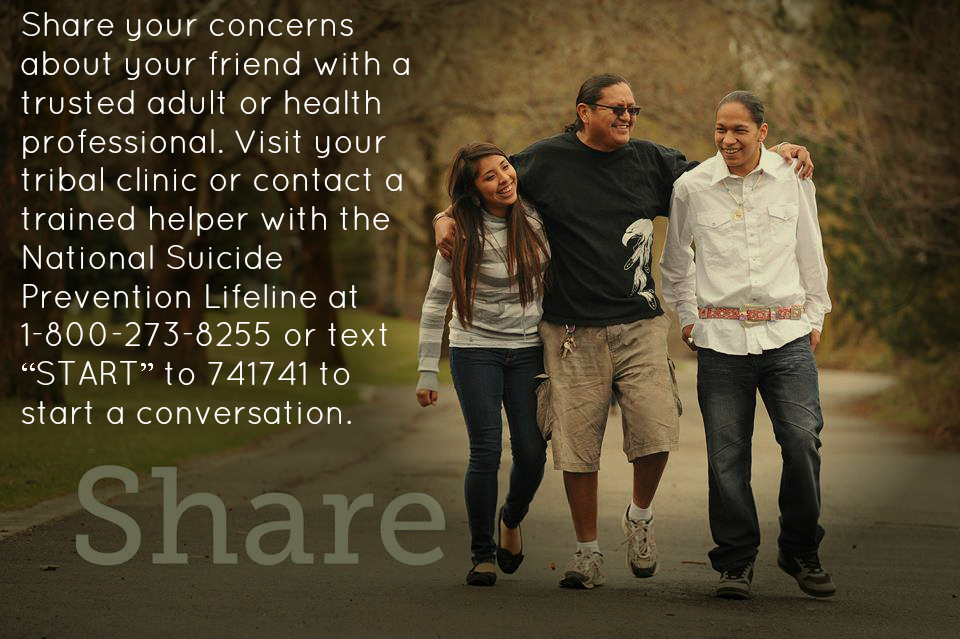 Share your concerns
about your friend with a
trusted adult or health
professional. Visit your
tribal clinic or contact a
trained helper with the
National Suicide
Prevention Lifeline at
1-800-273-8255 or text
“START” to 741741 to
start a conversation.
Share